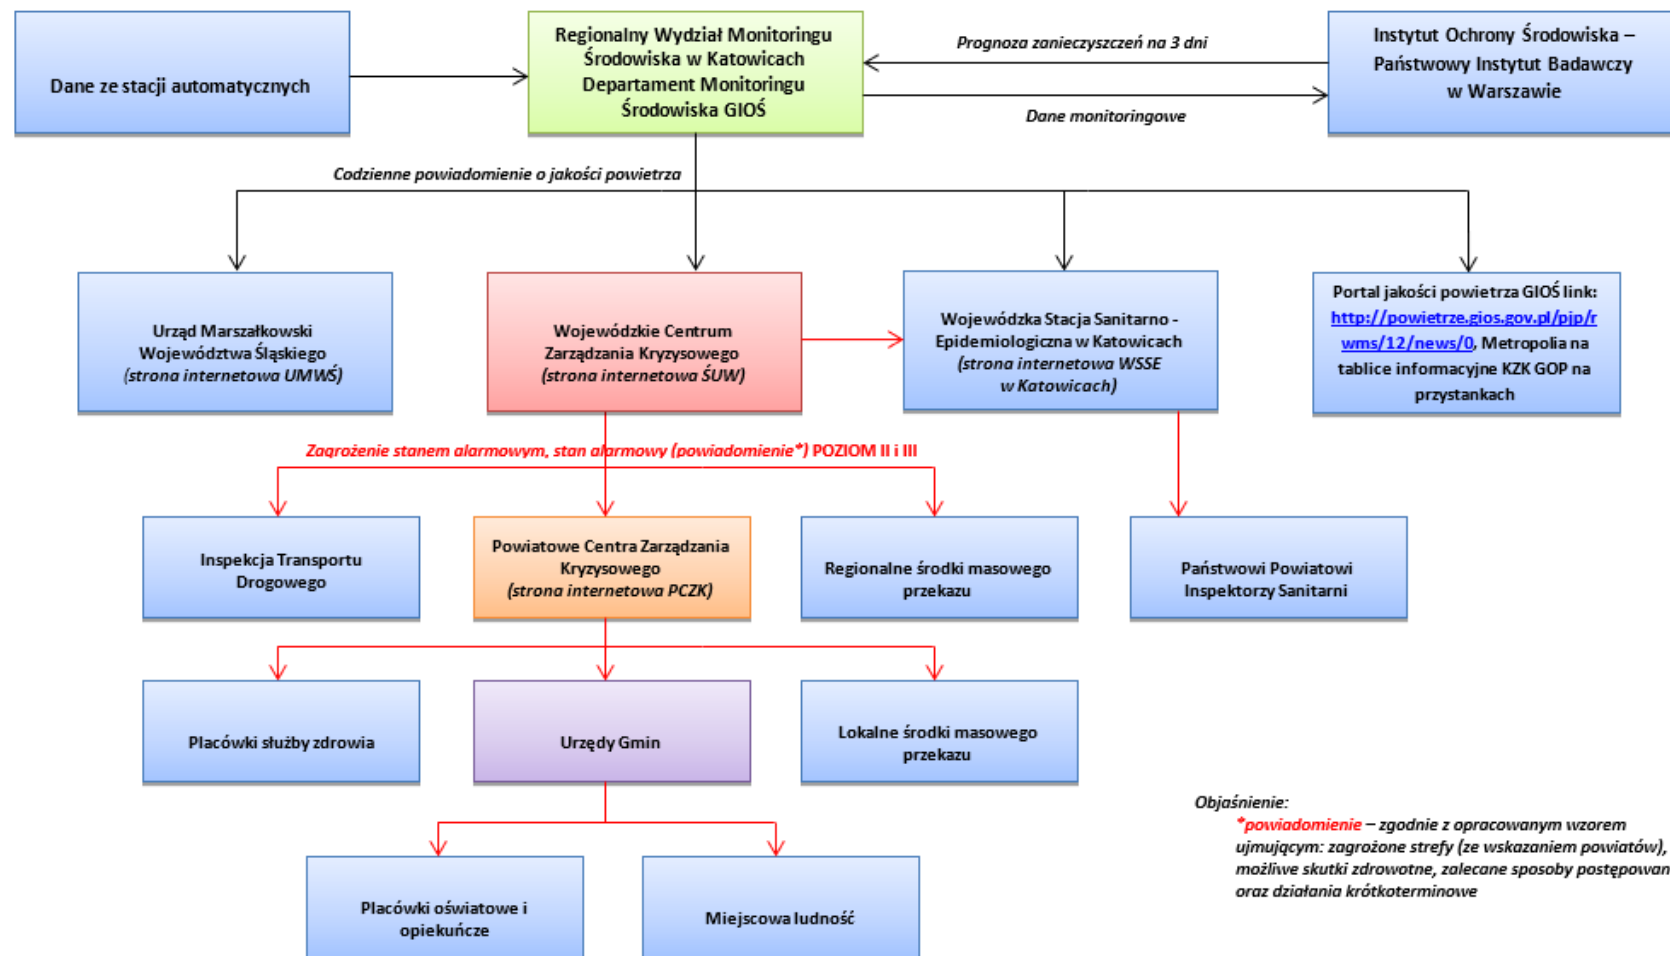 Dane ze stacji automatycznych
Regionalny Wydział Monitoringu
Środowiska w Katowicach
Departament Monitoringu
Środowiska GIOŚ
Prognoza zanieczyszczeń na 3 dni
Dane monitoringowe
Instytut Ochrony Środowiska –
Państwowy Instytut Badawczy
w Warszawie
Codzienne powiadomienie o jakości powietrza
Urząd Marszałkowski
Województwa Śląskiego
(strona internetowa UMWŚ)
Wojewódzkie Centrum
Zarządzania Kryzysowego
(strona internetowa ŚUW)
Wojewódzka Stacja Sanitarno -
Epidemiologiczna w Katowicach
(strona internetowa WSSE
w Katowicach)
Portal jakości powietrza GIOŚ link:
http://powietrze.gios.gov.pl/pjp/r
wms/12/news/0, Metropolia na
tablice informacyjne KZK GOP na
przystankach
Zagrożenie stanem alarmowym, stan alarmowy (powiadomienie*) POZIOM II i III
Inspekcja Transportu
Drogowego
Powiatowe Centra Zarządzania
Kryzysowego
(strona internetowa PCZK)
Regionalne środki masowego
przekazu
Państwowi Powiatowi
Inspektorzy Sanitarni
Placówki służby zdrowia
Urzędy Gmin
Lokalne środki masowego
przekazu
Placówki oświatowe i
opiekuńcze
Miejscowa ludność
Objaśnienie:
*powiadomienie – zgodnie z opracowanym wzorem
ujmującym: zagrożone strefy (ze wskazaniem powiatów),
możliwe skutki zdrowotne, zalecane sposoby postępowan
oraz działania krótkoterminowe